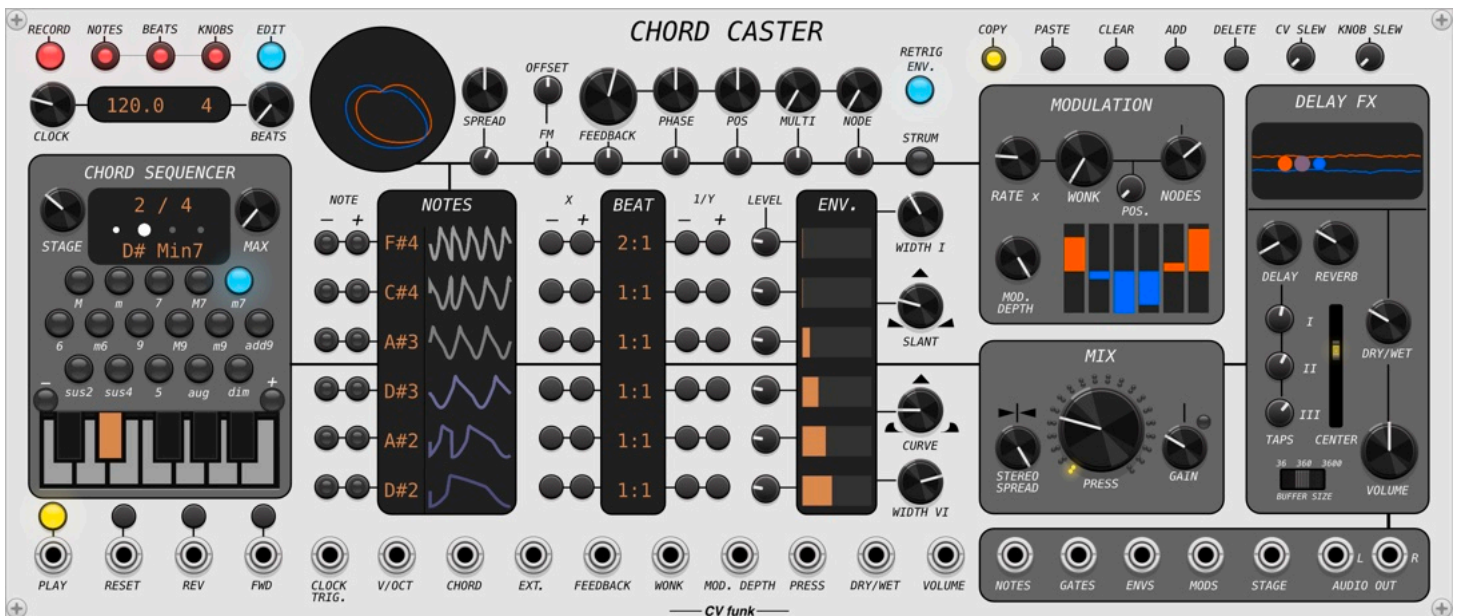 RECORD NOTES BEATS KNOBS EDIT
CHORD CASTER
COPY PASTE CLEAR ADD DELETE CV SLEW KNOB SLEW
RETRIG
ENV.
120.0 4
CLOCK BEATS
OFFSET
SPREAD FM FEEDBACK PHASE POS MULTI NODE
STRUM
MODULATION
RATE x WONK POS. NODES
MOD.
DEPTH
DELAY FX
DELAY REVERB
I
II
III
TAPS CENTER
DRY/WET
36 360 3600
BUFFER SIZE
VOLUME
CHORD SEQUENCER
2 / 4
D# Min7
STAGE MAX
M m 7 M7 m7
6 m6 9 M9 m9 add9
sus2 sus4 5 aug dim
- +
NOTE
- +
NOTES
X
- +
BEAT
1/Y
- +
LEVEL
ENV.
F#4 2:1
C#4 1:1
A#3 1:1
D#3 1:1
A#2 1:1
D#2 1:1
WIDTH I
SLANT
CURVE
WIDTH VI
MIX
STEREO
SPREAD
PRESS
GAIN
PLAY RESET REV FWD
CLOCK
TRIG.
V/OCT CHORD EXT. FEEDBACK WONK MOD. DEPTH PRESS DRY/WET VOLUME
NOTES GATES ENVS MODS STAGE L AUDIO OUT R
CV funk